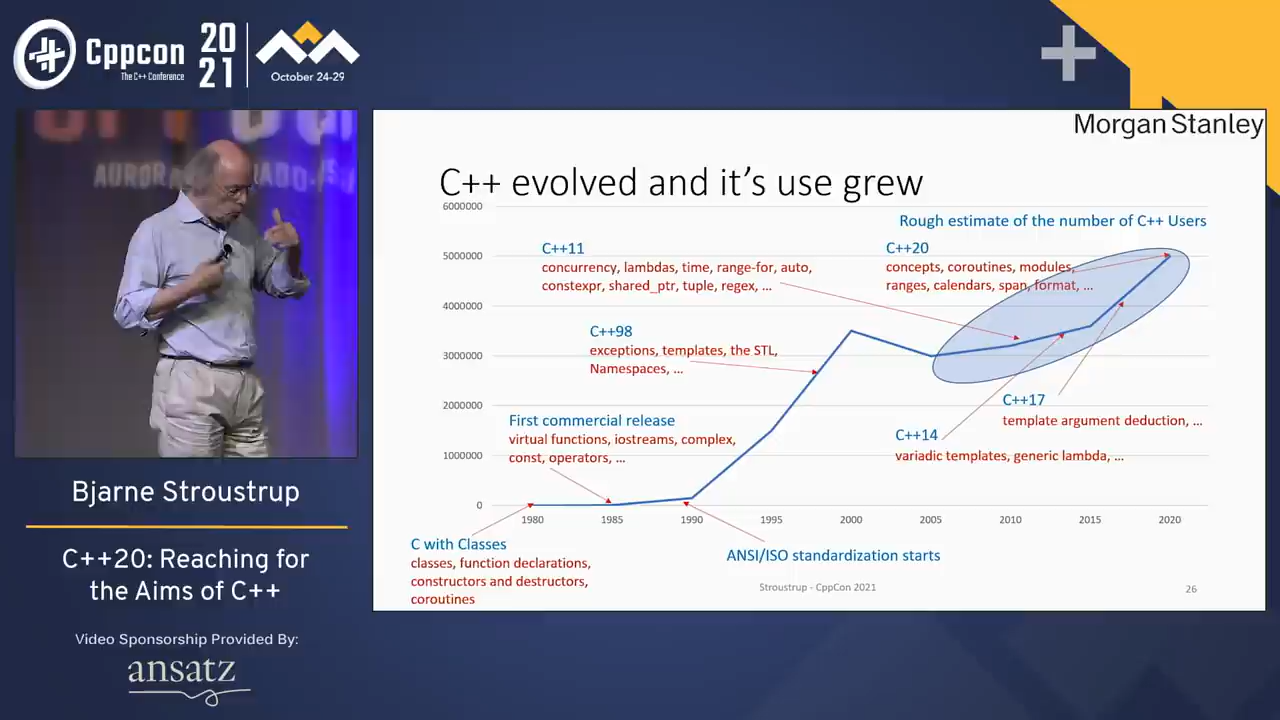 Cppcon
The C++ Conference
20
21
October 24-29
Morgan Stanley
C++ evolved and it's use grew
Rough estimate of the number of C++ Users
6000000
5000000
4000000
3000000
2000000
1000000
0
1980
1985
1990
1995
2000
2005
2010
2015
2020
C++11
concurrency, lambdas, time, range-for, auto,
constexpr, shared_ptr, tuple, regex, ...
C++20
concepts, coroutines, modules,
ranges, calendars, span, format, ...
C++98
exceptions, templates, the STL,
Namespaces, ...
C++17
template argument deduction, ...
First commercial release
virtual functions, iostreams, complex,
const, operators, ...
C++14
variadic templates, generic lambda, ...
C with Classes
classes, function declarations,
constructors and destructors,
coroutines
ANSI/ISO standardization starts
Stroustrup - CppCon 2021
26
Bjarne Stroustrup
C++20: Reaching for
the Aims of C++
Video Sponsorship Provided By:
ansatz